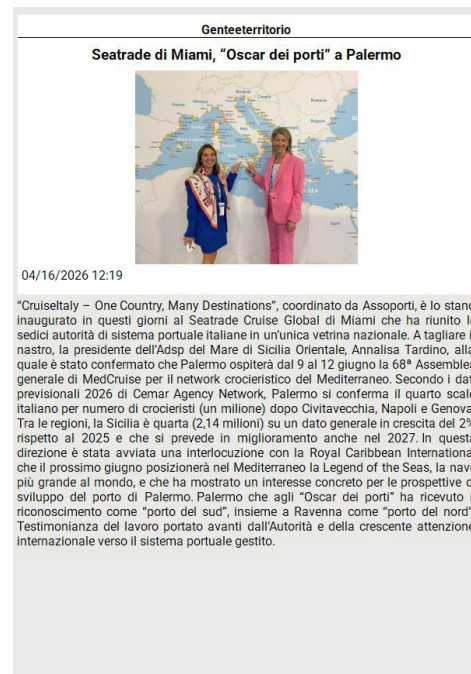 Genteeterritorio
Seatrade di Miami, “Oscar dei porti” a Palermo
04/16/2026 12:19
“CruiseItaly – One Country, Many Destinations”, coordinato da Assoporti, è lo stand
inaugurato in questi giorni al Seatrade Cruise Global di Miami che ha riunito l
sedici autorità di sistema portuale italiane in un’unica vetrina nazionale. A tagliare i
nastro, la presidente dell’Adsp del Mare di Sicilia Orientale, Annalisa Tardino, alla
quale è stato confermato che Palermo ospiterà dal 9 al 12 giugno la 68ª Assemblea
generale di MedCruise per il network crocieristico del Mediterraneo. Secondo i dat
previsionali 2026 di Cemar Agency Network, Palermo si conferma il quarto scal
italiano per numero di crocieristi (un milione) dopo Civitavecchia, Napoli e Genova
Tra le regioni, la Sicilia è quarta (2,14 milioni) su un dato generale in crescita del 2%
rispetto al 2025 e che si prevede in miglioramento anche nel 2027. In questa
direzione è stata avviata una interlocuzione con la Royal Caribbean International
che il prossimo giugno posizionerà nel Mediterraneo la Legend of the Seas, la nave
più grande al mondo, e che ha mostrato un interesse concreto per le prospettive d
sviluppo del porto di Palermo. Palermo che agli “Oscar dei porti” ha ricevuto i
riconoscimento come “porto del sud”, insieme a Ravenna come “porto del nord”
Testimonianza del lavoro portato avanti dall’Autorità e della crescente attenzione
internazionale verso il sistema portuale gestito.